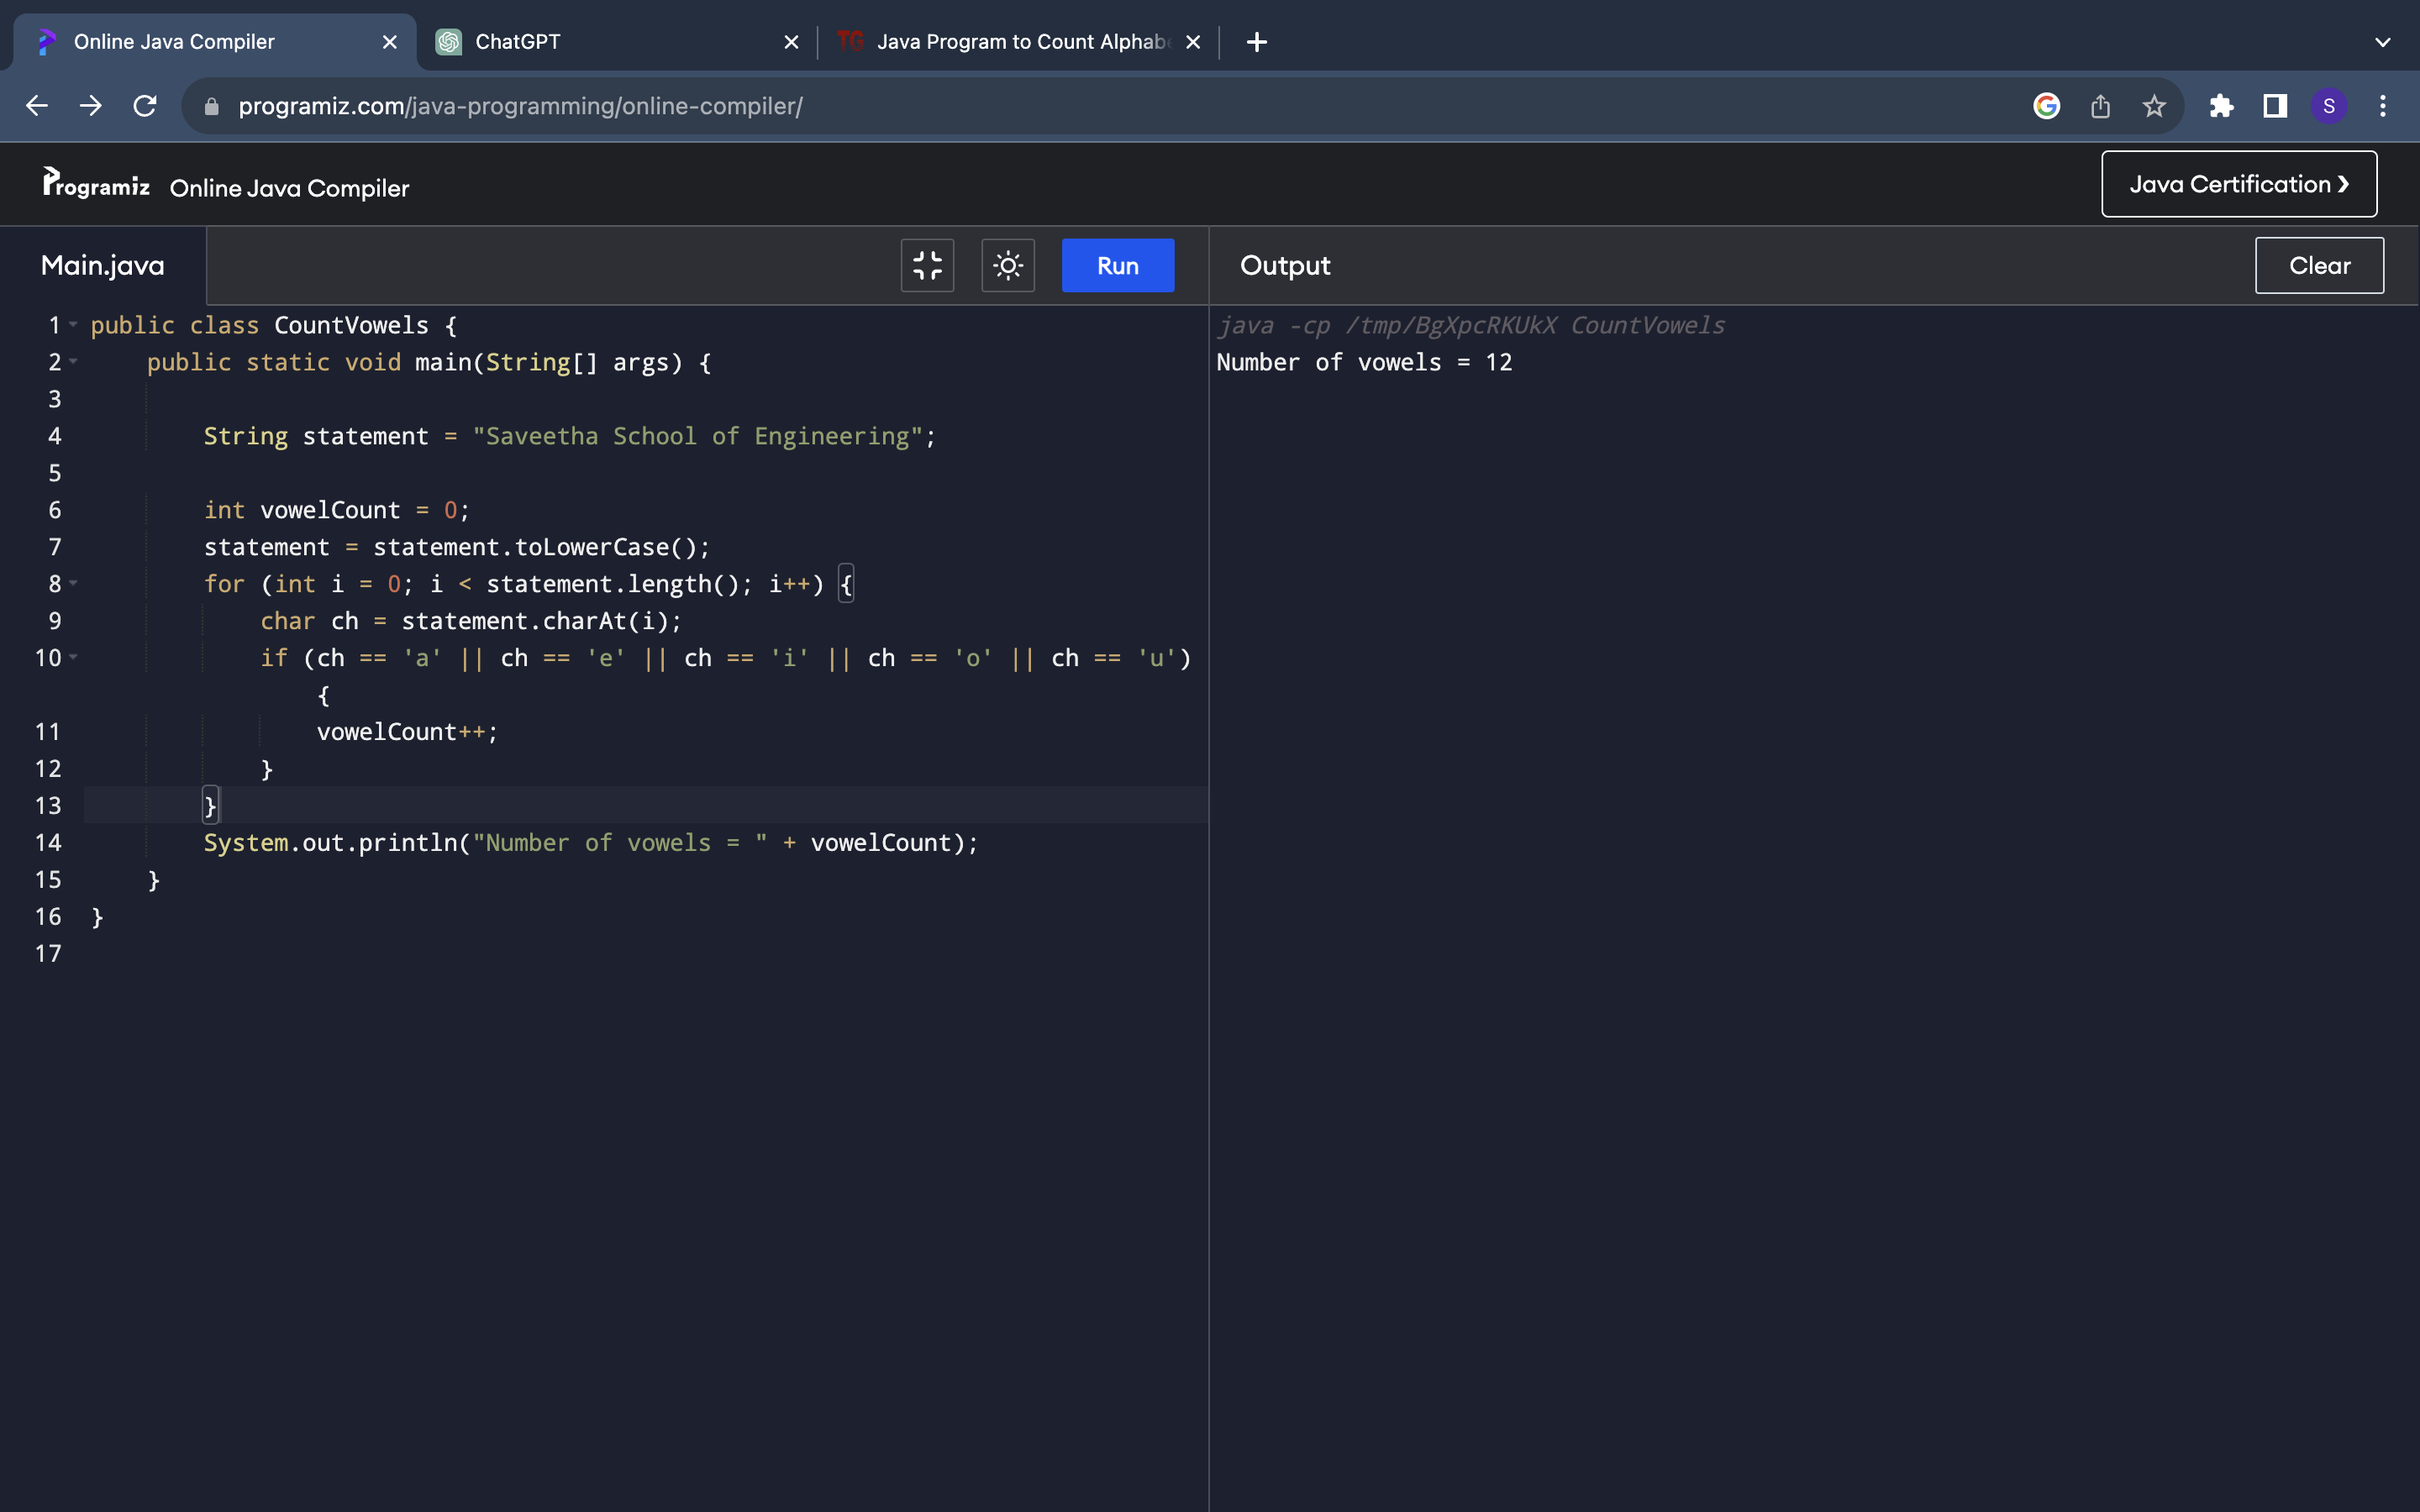 Online Java Compiler
ChatGPT
TG Java Program to Count Alphab
programiz.com/java-programming/online-compiler/
S
Programiz Online Java Compiler
Java Certification ❯
Main.java
Run
Output
Clear
1 public class CountVowels {
2     public static void main(String[] args) {
3
4         String statement = "Saveetha School of Engineering";
5
6         int vowelCount = 0;
7         statement = statement.toLowerCase();
8         for (int i = 0; i < statement.length(); i++) {
9             char ch = statement.charAt(i);
10             if (ch == 'a' || ch == 'e' || ch == 'i' || ch == 'o' || ch == 'u')
                {
11                 vowelCount++;
12             }
13         }
14         System.out.println("Number of vowels = " + vowelCount);
15     }
16 }
17
java -cp /tmp/BgXpcRKUkX CountVowels
Number of vowels = 12